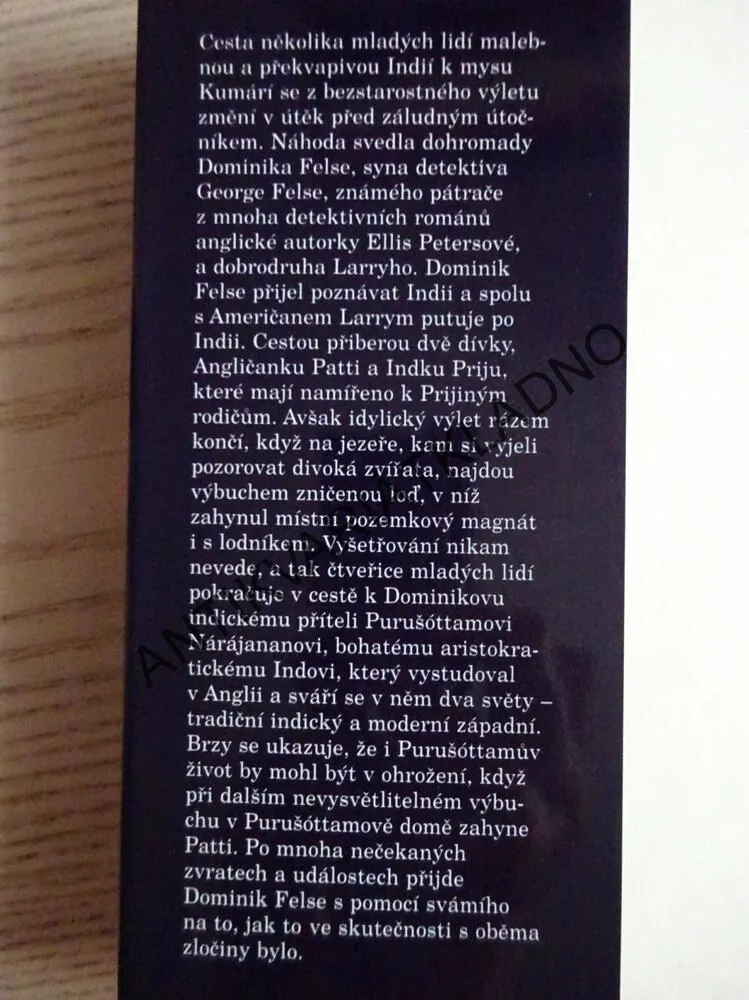 Cesta několika mladých lidí maleb-
nou a překvapivou Indií k mysu
Kumárí se z bezstarostného výletu
změní v útěk před záludným útoč-
níkem. Náhoda svedla dohromady
Dominika Felse, syna detektiva
George Felse, známého pátrače
z mnoha detektivních románů
anglické autorky Ellis Petersové,
a dobrodruha Larryho. Dominik
Felse přijel poznávat Indii a spolu
s Američanem Larrym putuje po
Indii. Cestou přiberou dvě dívky,
Angličanku Patti a Indku Priju,
které mají namířeno k Prijiným
rodičům. Avšak idylický výlet rázem
končí, když na jezeře, kam si vyjeli
pozorovat divoká zvířata, najdou
výbuchem zničenou loď, v níž
zahynul místní pozemkový magnát
i s lodníkem. Vyšetřování nikam
nevede, a tak čtveřice mladých lidí
pokračuje v cestě k Dominikovu
indickému příteli Purušóttamovi
Nárájananovi, bohatému aristokra-
tickému Indovi, který vystudoval
v Anglii a sváří se v něm dva světy –
tradiční indický a moderní západní.
Brzy se ukazuje, že i Purušóttamův
život by mohl být v ohrožení, když
při dalším nevysvětlitelném výbu-
chu v Purušóttamově domě zahyne
Patti. Po mnoha nečekaných
zvratech a událostech přijde
Dominik Felse s pomocí svámího
na to, jak to ve skutečnosti s oběma
zločiny bylo.
ANTIKVARIÁT KLADNO